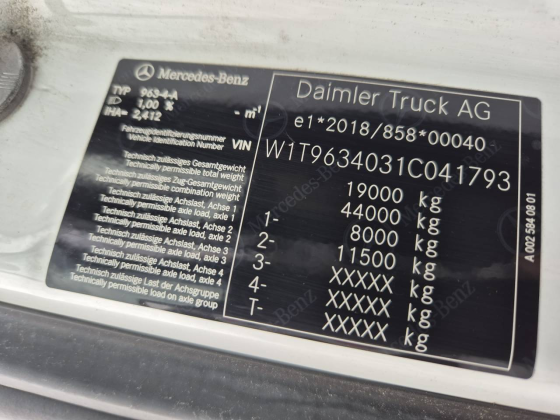 Mercedes-Benz
TYP 963-4-A
1,00 %
IHA= 2,412 - m⁻¹
Fahrzeugidentifizierungsnummer
Vehicle Identification Number VIN
Technisch zulässiges Gesamtgewicht
Technically permissible total weight
Technisch zulässiges Zug-Gesamtgewicht
Technically permissible combination weight
Technisch zulässige Achslast, Achse 1
Technically permissible axle load, axle 1
Technisch zulässige Achslast, Achse 2
Technically permissible axle load, axle 2
Technisch zulässige Achslast, Achse 3
Technically permissible axle load, axle 3
Technisch zulässige Achslast, Achse 4
Technically permissible axle load, axle 4
Technisch zulässige Last der Achsgruppe
Technically permissible load on axle group
Daimler Truck AG
e1*2018/858*00040
W1T9634031C041793
19000 kg
44000 kg
1- 8000 kg
2- 11500 kg
3- XXXXX kg
4- XXXXX kg
T- XXXXX kg
A 002 584 08 01